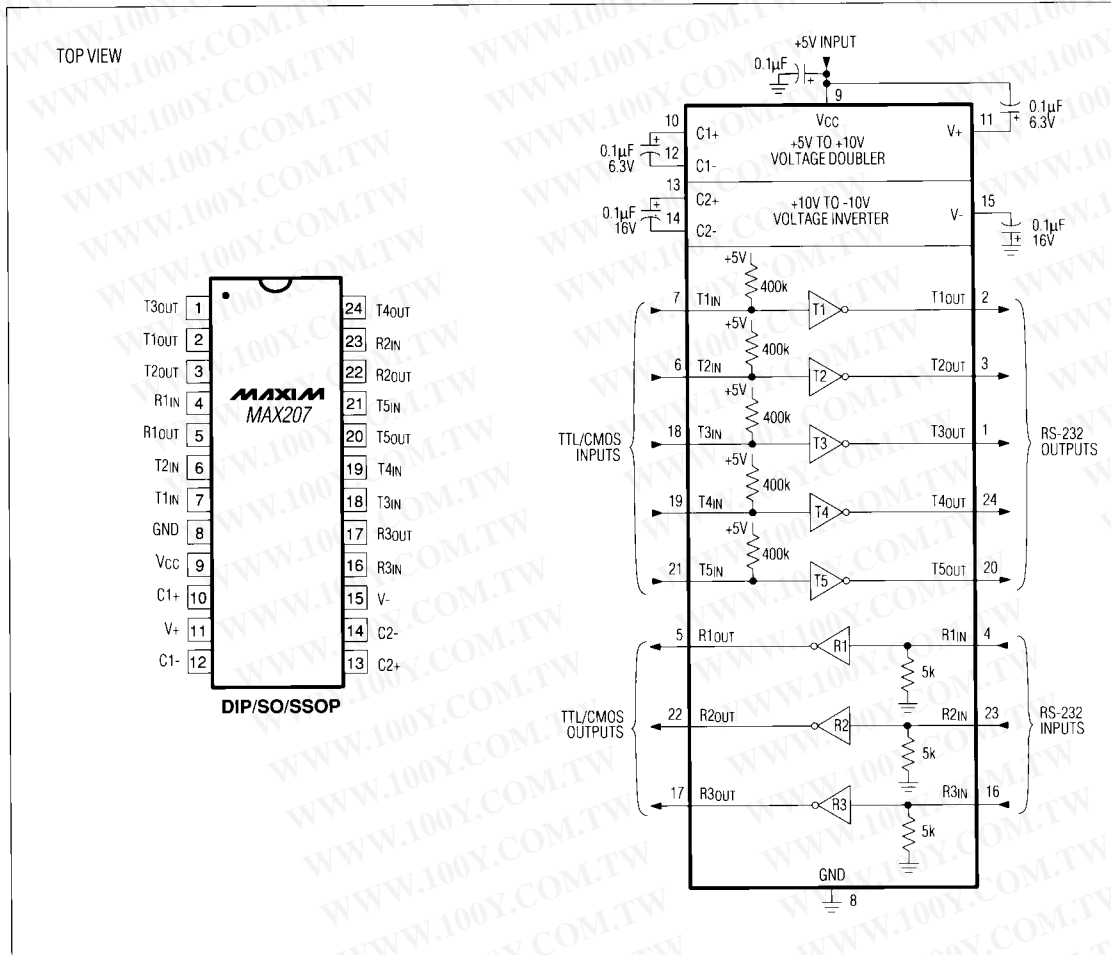 TOP VIEW
T3OUT 1
T1OUT 2
T2OUT 3
R1IN 4
R1OUT 5
T2IN 6
T1IN 7
GND 8
VCC 9
C1+ 10
V+ 11
C1- 12
MAXIM
MAX207
24 T4OUT
23 R2IN
22 R2OUT
21 T5IN
20 T5OUT
19 T4IN
18 T3IN
17 R3OUT
16 R3IN
15 V-
14 C2-
13 C2+
DIP/SO/SSOP
+5V INPUT
0.1µF +
9
VCC
+5V TO +10V
VOLTAGE DOUBLER
10 C1+
0.1µF +
6.3V
12 C1-
V+ 11
0.1µF
+ 6.3V
+10V TO -10V
VOLTAGE INVERTER
13 C2+
0.1µF +
16V
14 C2-
V- 15
0.1µF
+ 16V
TTL/CMOS
INPUTS
+5V
400k
7 T1IN T1 T1OUT 2
+5V
400k
6 T2IN T2 T2OUT 3
+5V
400k
18 T3IN T3 T3OUT 1
+5V
400k
19 T4IN T4 T4OUT 24
+5V
400k
21 T5IN T5 T5OUT 20
RS-232
OUTPUTS
TTL/CMOS
OUTPUTS
5 R1OUT R1 R1IN 4
5k
22 R2OUT R2 R2IN 23
5k
17 R3OUT R3 R3IN 16
5k
RS-232
INPUTS
GND
8
WWW.100Y.COM.TW